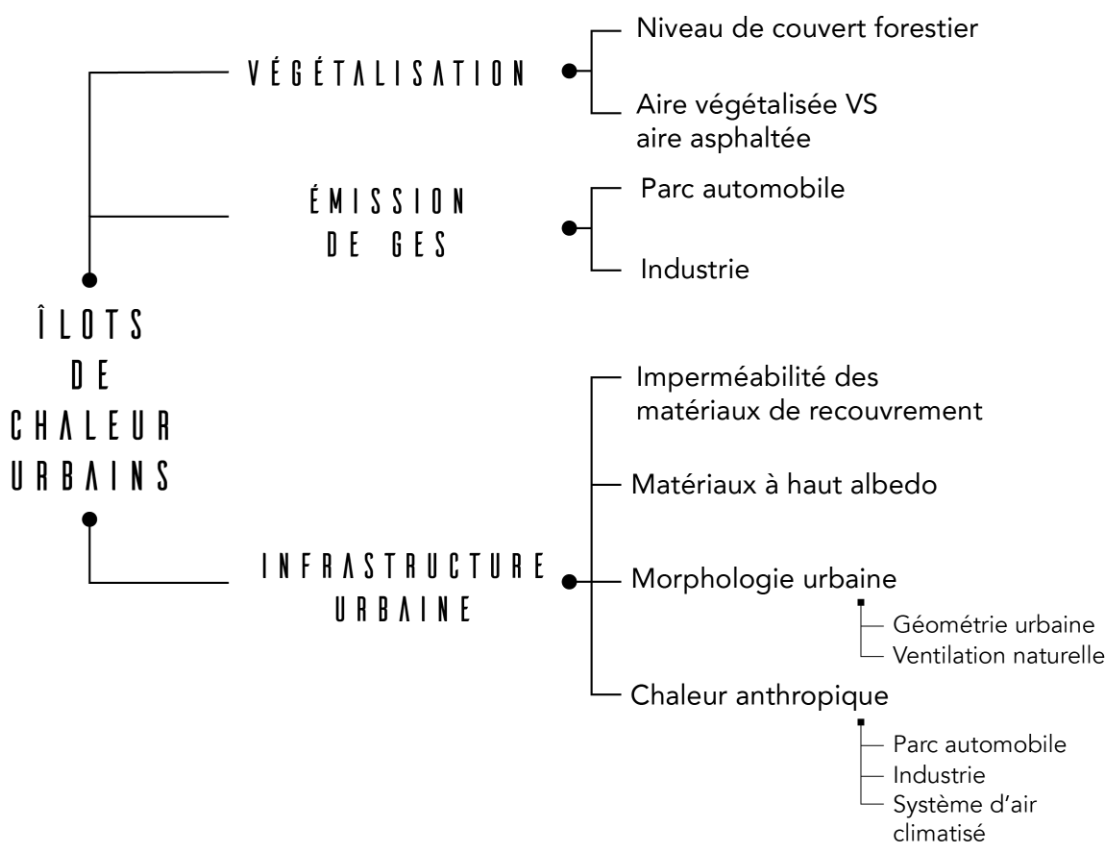 ÎLOTS
DE
CHALEUR
URBAINS
VÉGÉTALISATION
Niveau de couvert forestier
Aire végétalisée VS
aire asphaltée
ÉMISSION
DE GES
Parc automobile
Industrie
INFRASTRUCTURE
URBAINE
Imperméabilité des
matériaux de recouvrement
Matériaux à haut albedo
Morphologie urbaine
Géométrie urbaine
Ventilation naturelle
Chaleur anthropique
Parc automobile
Industrie
Système d'air
climatisé